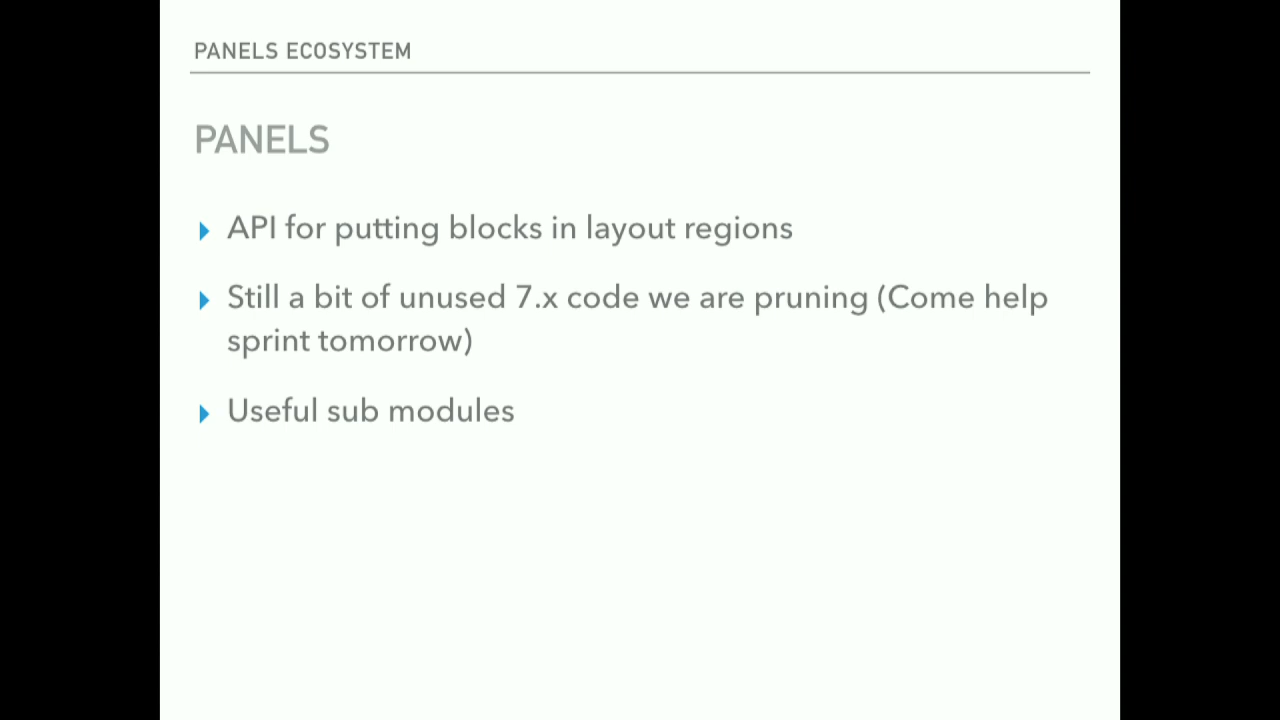 PANELS ECOSYSTEM
PANELS
API for putting blocks in layout regions
Still a bit of unused 7.x code we are pruning (Come help
sprint tomorrow)
Useful sub modules